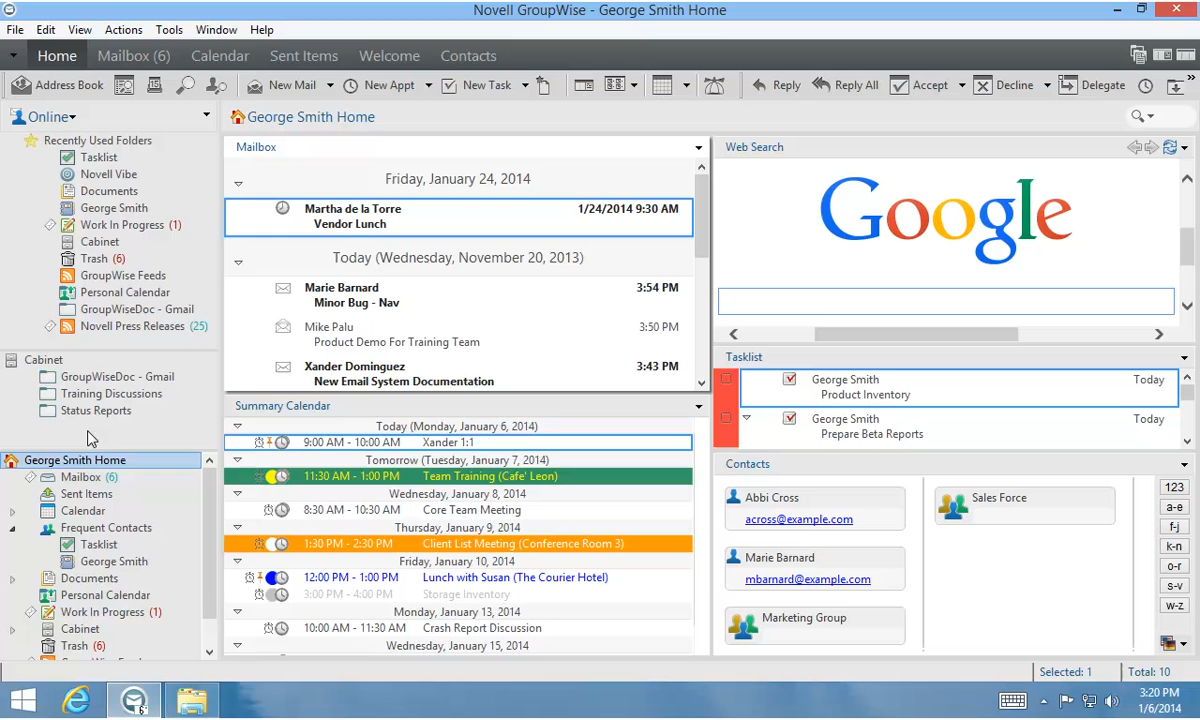 Novell GroupWise - George Smith Home
File Edit View Actions Tools Window Help
Home Mailbox (6) Calendar Sent Items Welcome Contacts
Address Book New Mail New Appt New Task Reply Reply All Accept Decline Delegate
Online
Recently Used Folders
Tasklist
Novell Vibe
Documents
George Smith
Work In Progress (1)
Cabinet
Trash (6)
GroupWise Feeds
Personal Calendar
GroupWiseDoc - Gmail
Novell Press Releases (25)
Cabinet
GroupWiseDoc - Gmail
Training Discussions
Status Reports
George Smith Home
Mailbox (6)
Sent Items
Calendar
Frequent Contacts
Tasklist
George Smith
Documents
Personal Calendar
Work In Progress (1)
Cabinet
Trash (6)
George Smith Home
Mailbox
Friday, January 24, 2014
Martha de la Torre 1/24/2014 9:30 AM
Vendor Lunch
Today (Wednesday, November 20, 2013)
Marie Barnard 3:54 PM
Minor Bug - Nav
Mike Palu 3:50 PM
Product Demo For Training Team
Xander Dominguez 3:43 PM
New Email System Documentation
Summary Calendar
Today (Monday, January 6, 2014)
9:00 AM - 10:00 AM Xander 1:1
Tomorrow (Tuesday, January 7, 2014)
11:30 AM - 1:00 PM Team Training (Cafe' Leon)
Wednesday, January 8, 2014
8:30 AM - 10:30 AM Core Team Meeting
Thursday, January 9, 2014
1:30 PM - 2:30 PM Client List Meeting (Conference Room 3)
Friday, January 10, 2014
12:00 PM - 1:00 PM Lunch with Susan (The Courier Hotel)
3:00 PM - 4:00 PM Storage Inventory
Monday, January 13, 2014
10:00 AM - 11:30 AM Crash Report Discussion
Wednesday, January 15, 2014
Web Search
Google
Tasklist
George Smith Today
Product Inventory
George Smith Today
Prepare Beta Reports
Contacts
Abbi Cross
across@example.com
Sales Force
Marie Barnard
mbarnard@example.com
Marketing Group
123
a-e
f-j
k-n
o-r
s-v
w-z
Selected: 1 Total: 10
6
3:20 PM
1/6/2014